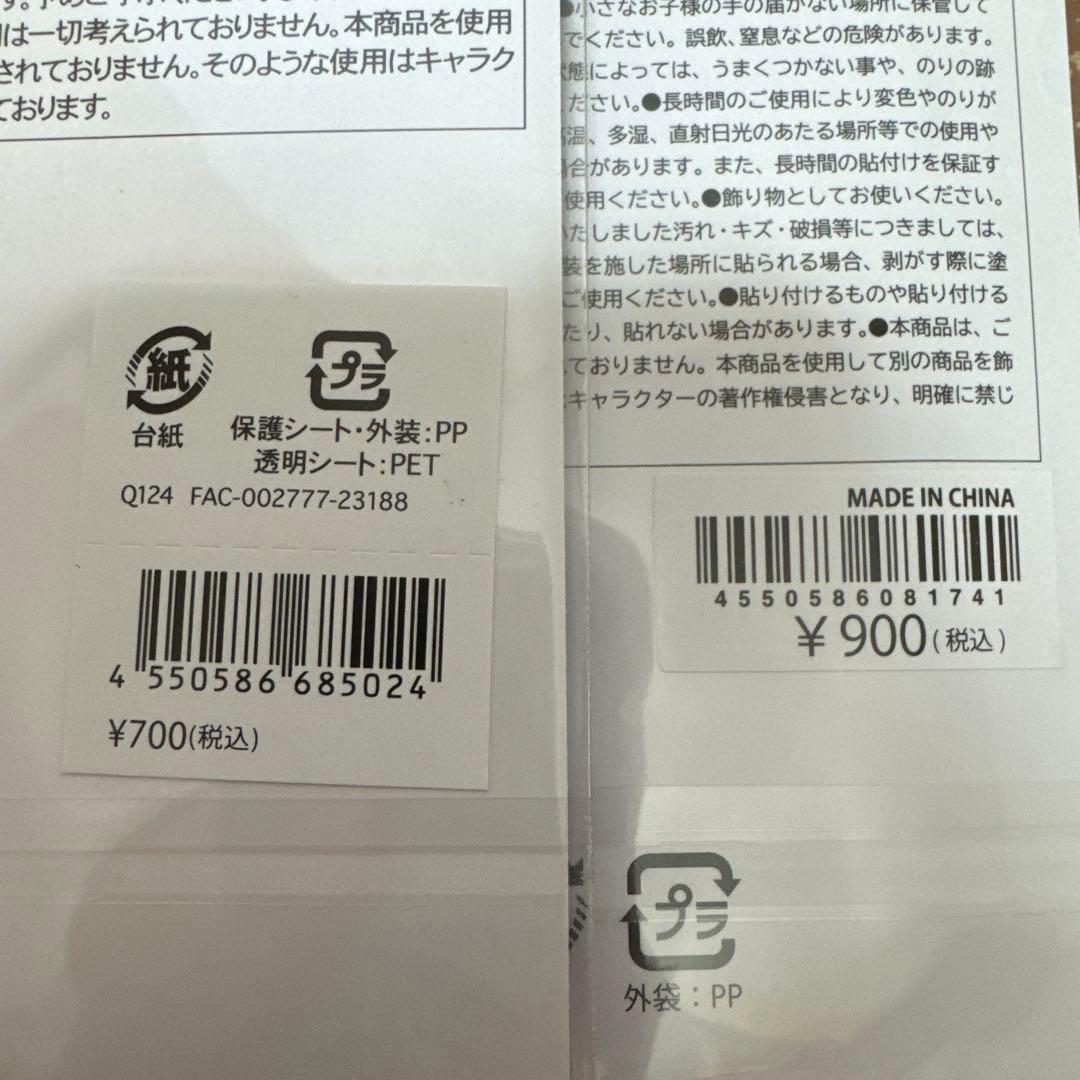 は一切考えられておりません。本商品を使用
されておりません。そのような使用はキャラク
ております。
紙
台紙
プラ
保護シート・外装:PP
透明シート:PET
Q124 FAC-002777-23188
4 550586 685024
¥700(税込)
●小さなお子様の手の届かない場所に保管して
でください。誤飲、窒息などの危険があります。
状態によっては、うまくつかない事や、のりの跡
ださい。●長時間のご使用により変色やのりが
高温、多湿、直射日光のあたる場所等での使用や
場合があります。また、長時間の貼付けを保証す
使用ください。●飾り物としてお使いください。
いたしました汚れ・キズ・破損等につきましては、
装を施した場所に貼られる場合、剥がす際に塗
ご使用ください。●貼り付けるものや貼り付ける
たり、貼れない場合があります。●本商品は、ご
ておりません。本商品を使用して別の商品を飾
キャラクターの著作権侵害となり、明確に禁じ
MADE IN CHINA
4550586081741
¥900(税込)
プラ
外袋:PP